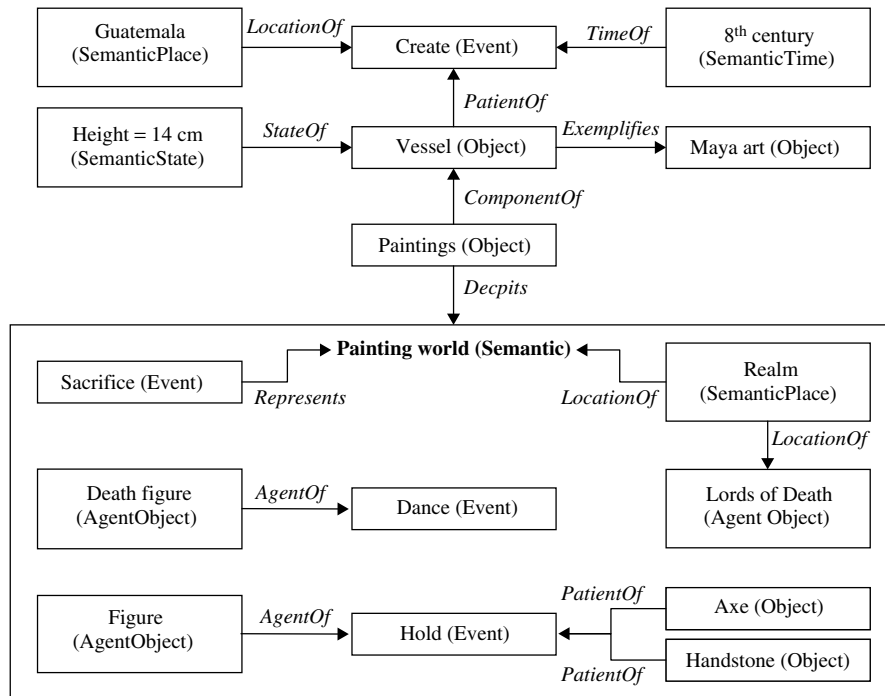 Guatemala
(SemanticPlace)
LocationOf
Create (Event)
TimeOf
8th century
(SemanticTime)
PatientOf
Height = 14 cm
(SemanticState)
StateOf
Vessel (Object)
Exemplifies
Maya art (Object)
ComponentOf
Paintings (Object)
Decpits
Painting world (Semantic)
Sacrifice (Event)
Represents
LocationOf
Realm
(SemanticPlace)
LocationOf
Death figure
(AgentObject)
AgentOf
Dance (Event)
Lords of Death
(Agent Object)
Figure
(AgentObject)
AgentOf
Hold (Event)
PatientOf
Axe (Object)
PatientOf
Handstone (Object)